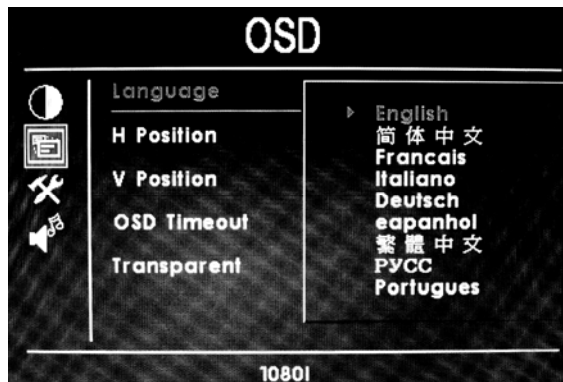 OSD
Language
H Position
V Position
OSD Timeout
Transparent
English
简体中文
Francais
Italiano
Deutsch
eapanhol
繁體中文
РУСС
Portugues
1080I